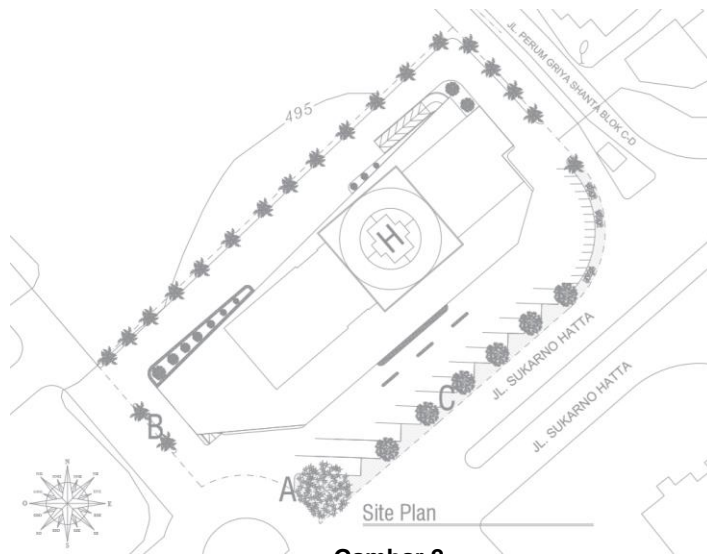 JL. PERUM GRIYA SHANTA BLOK C-D
495
H
JL. SUKARNO HATTA
JL. SUKARNO HATTA
C
B
A
Site Plan
N
O
E
S